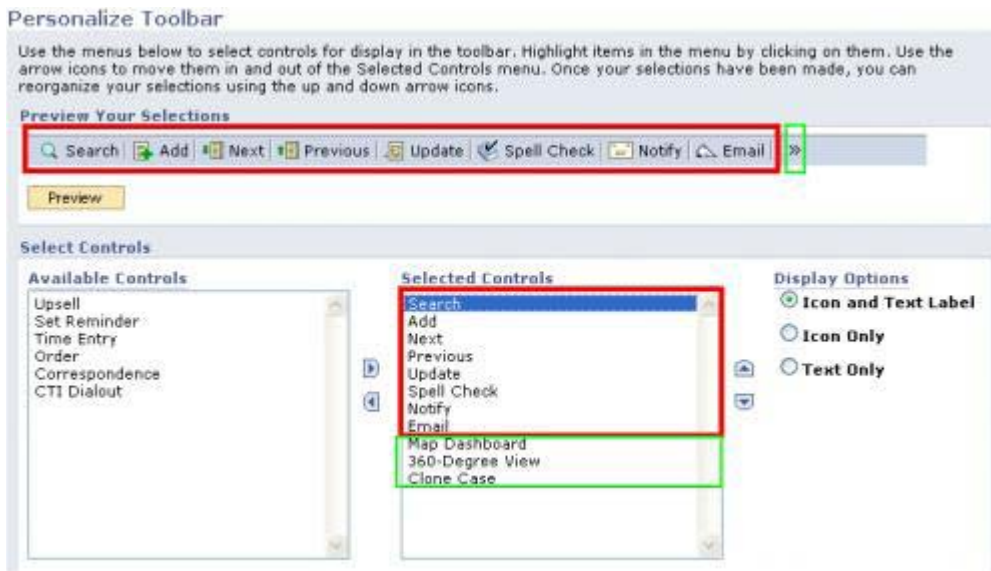 Personalize Toolbar
Use the menus below to select controls for display in the toolbar. Highlight items in the menu by clicking on them. Use the
arrow icons to move them in and out of the Selected Controls menu. Once your selections have been made, you can
reorganize your selections using the up and down arrow icons.
Preview Your Selections
Search Add Next Previous Update Spell Check Notify Email »
Preview
Select Controls
Available Controls
Upsell
Set Reminder
Time Entry
Order
Correspondence
CTI Dialout
Selected Controls
Search
Add
Next
Previous
Update
Spell Check
Notify
Email
Map Dashboard
360-Degree View
Clone Case
Display Options
Icon and Text Label
Icon Only
Text Only